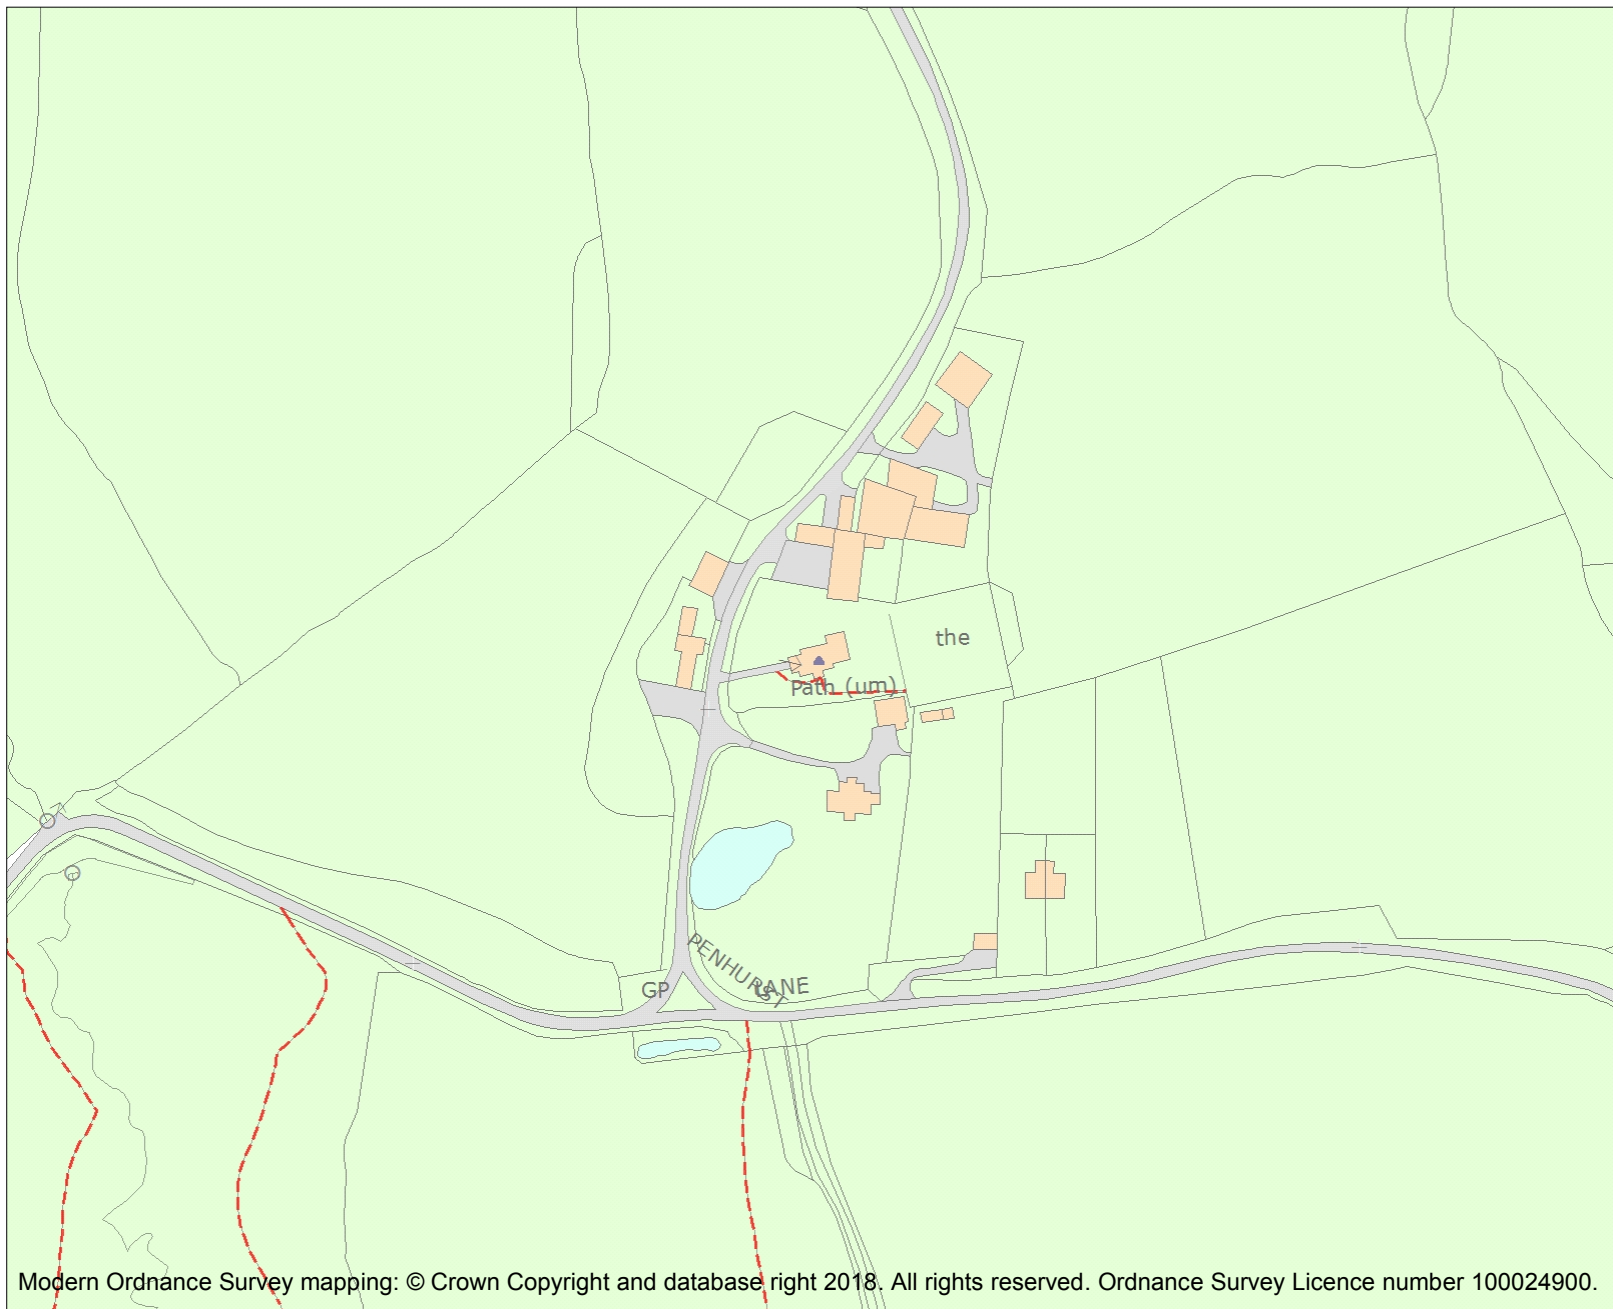 the
Path (um)
PENHURST
LANE
GP
Modern Ordnance Survey mapping: © Crown Copyright and database right 2018. All rights reserved. Ordnance Survey Licence number 100024900.